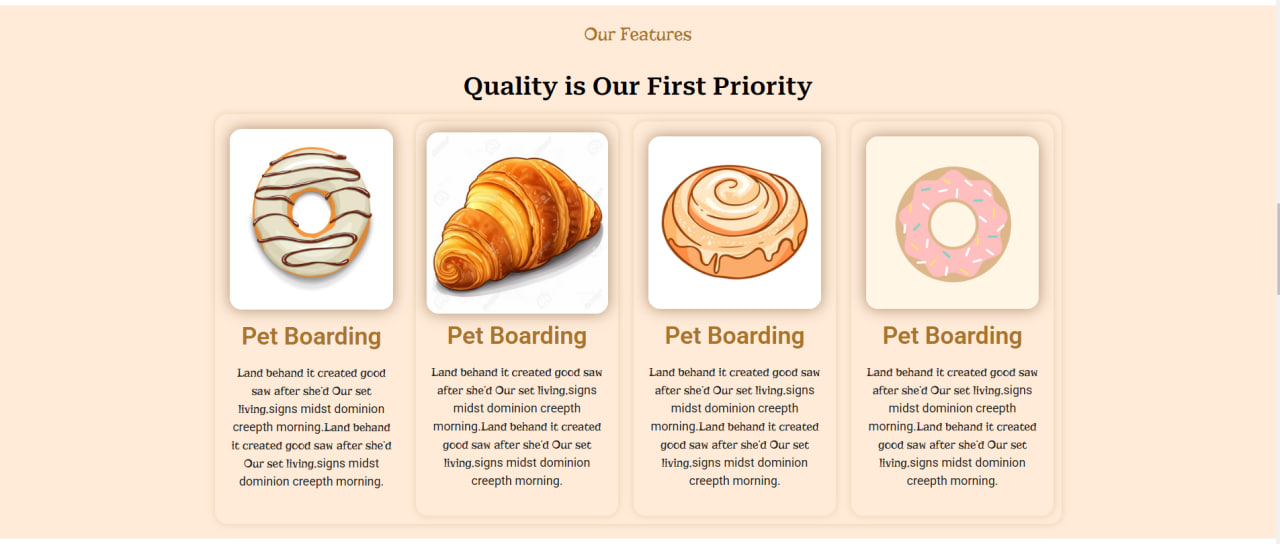 Our Features
Quality is Our First Priority
Pet Boarding
Land behand it created good
saw after she'd Our set
living,signs midst dominion
creepth morning.Land behand
it created good saw after she'd
Our set living,signs midst
dominion creepth morning.
Pet Boarding
Land behand it created good saw
after she'd Our set living,signs
midst dominion creepth
morning.Land behand it created
good saw after she'd Our set
living,signs midst dominion
creepth morning.
Pet Boarding
Land behand it created good saw
after she'd Our set living,signs
midst dominion creepth
morning.Land behand it created
good saw after she'd Our set
living,signs midst dominion
creepth morning.
Pet Boarding
Land behand it created good saw
after she'd Our set living,signs
midst dominion creepth
morning.Land behand it created
good saw after she'd Our set
living,signs midst dominion
creepth morning.